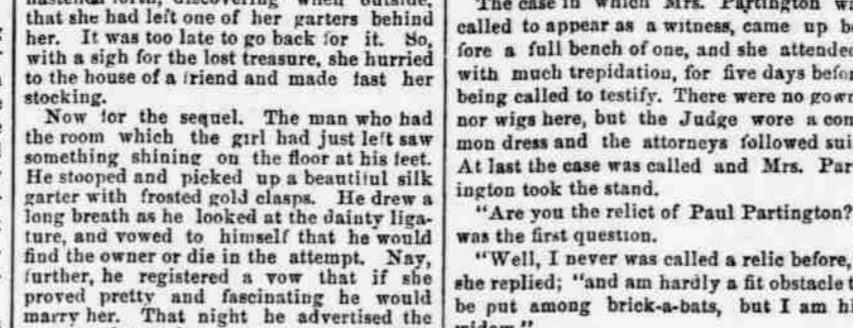 that she had left one of her garters behind
her. It was too late to go back for it. So,
with a sigh for the lost treasure, she hurried
to the house of a friend and made fast her
stocking.
Now for the sequel. The man who had
the room which the girl had just left saw
something shining on the floor at his feet.
He stooped and picked up a beautiful silk
garter with frosted gold clasps. He drew a
long breath as he looked at the dainty liga-
ture, and vowed to himself that he would
find the owner or die in the attempt. Nay,
further, he registered a vow that if she
proved pretty and fascinating he would
marry her. That night he advertised the
The case in which Mrs. Partington
called to appear as a witness, came up
fore a full bench of one, and she attended
with much trepidation, for five days
being called to testify. There were no
nor wigs here, but the Judge wore a
mon dress and the attorneys followed
At last the case was called and Mrs. Par
ington took the stand.
"Are you the relict of Paul Partington?
was the first question.
"Well, I never was called a relic before,
she replied; "and am hardly a fit obstacle
be put among brick-a-bats, but I am